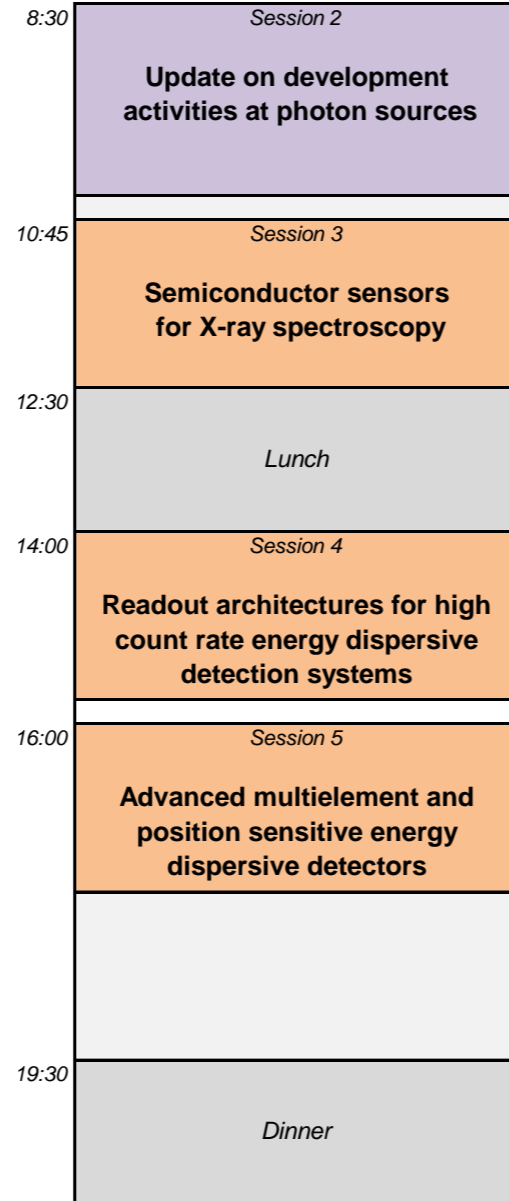 8:30
Session 2
Update on development
activities at photon sources
10:45
Session 3
Semiconductor sensors
for X-ray spectroscopy
12:30
Lunch
14:00
Session 4
Readout architectures for high
count rate energy dispersive
detection systems
16:00
Session 5
Advanced multielement and
position sensitive energy
dispersive detectors
19:30
Dinner